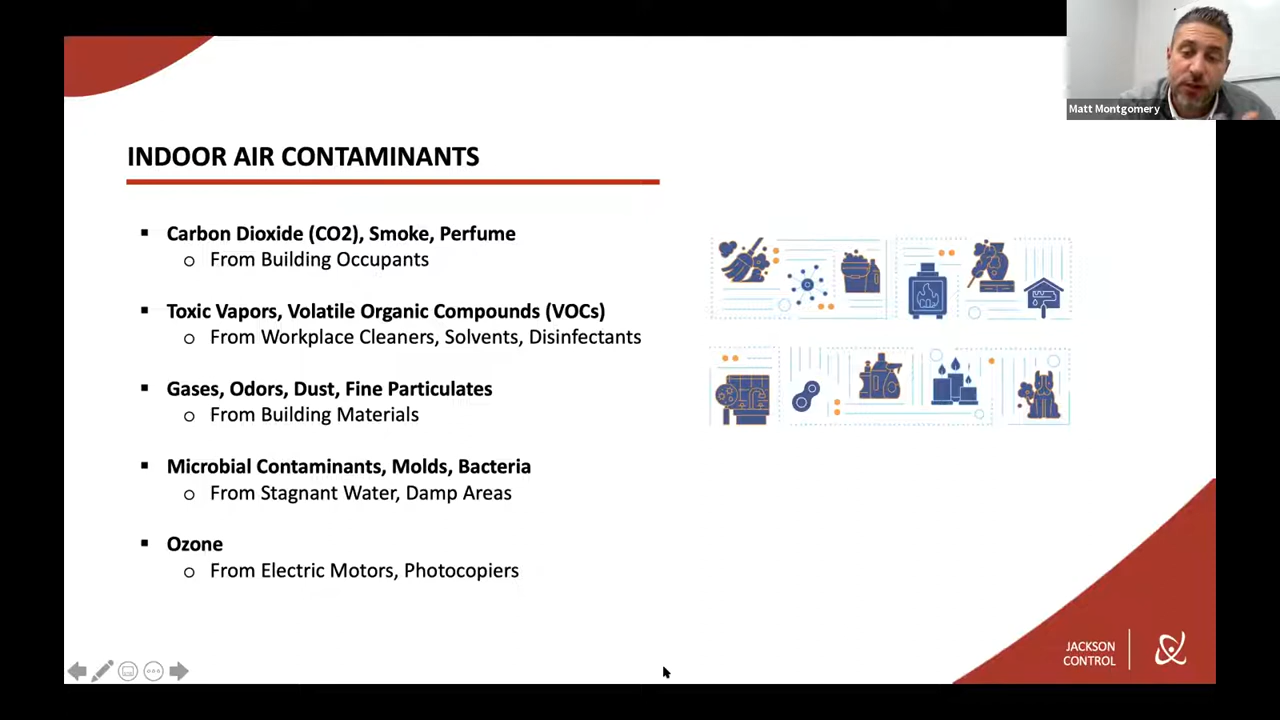 Matt Montgomery
INDOOR AIR CONTAMINANTS
▪ Carbon Dioxide (CO2), Smoke, Perfume
o From Building Occupants
▪ Toxic Vapors, Volatile Organic Compounds (VOCs)
o From Workplace Cleaners, Solvents, Disinfectants
▪ Gases, Odors, Dust, Fine Particulates
o From Building Materials
▪ Microbial Contaminants, Molds, Bacteria
o From Stagnant Water, Damp Areas
▪ Ozone
o From Electric Motors, Photocopiers
JACKSON
CONTROL